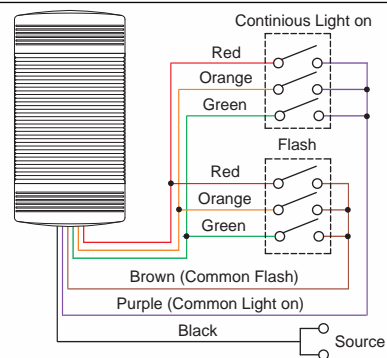 Continious Light on
Red
Orange
Green
Flash
Red
Orange
Green
Brown (Common Flash)
Purple (Common Light on)
Black
Source